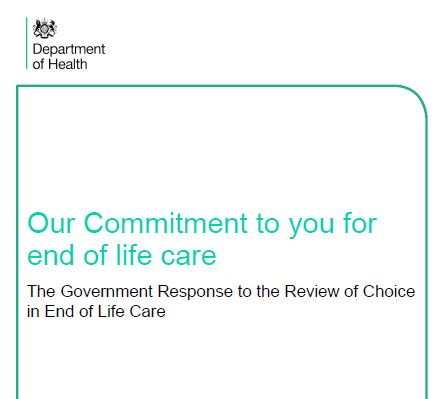 Department
of Health
Our Commitment to you for
end of life care
The Government Response to the Review of Choice
in End of Life Care